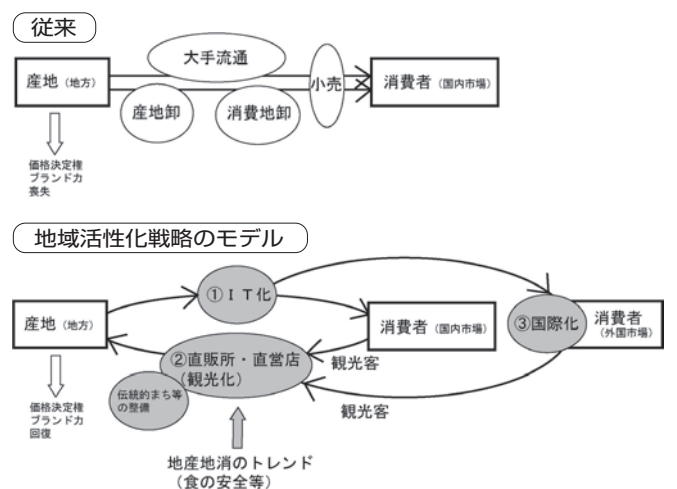 従来
産地（地方）
大手流通
産地卸
消費地卸
小売
消費者（国内市場）
価格決定権
ブランド力
喪失
地域活性化戦略のモデル
①ＩＴ化
産地（地方）
消費者（国内市場）
③国際化
消費者
（外国市場）
②直販所・直営店
（観光化）
観光客
伝統的まち等
の整備
観光客
価格決定権
ブランド力
回復
地産地消のトレンド
（食の安全等）